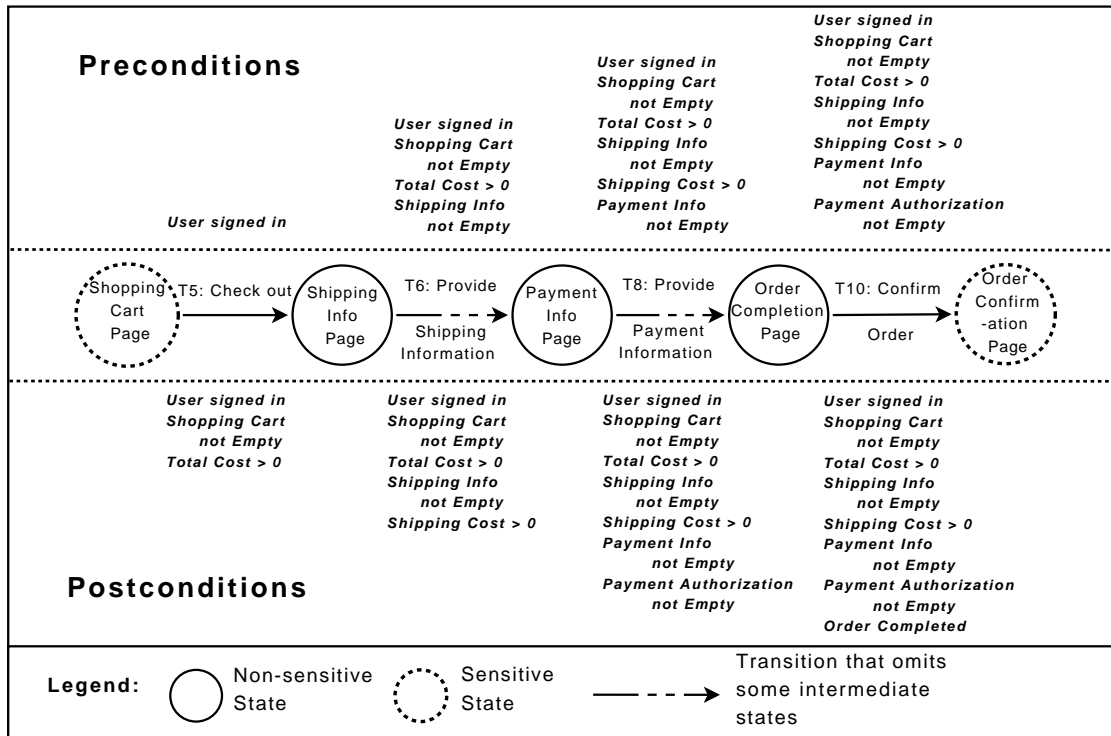 Preconditions
User signed in
User signed in
Shopping Cart
not Empty
Total Cost > 0
Shipping Info
not Empty
User signed in
Shopping Cart
not Empty
Total Cost > 0
Shipping Info
not Empty
Shipping Cost > 0
Payment Info
not Empty
User signed in
Shopping Cart
not Empty
Total Cost > 0
Shipping Info
not Empty
Shipping Cost > 0
Payment Info
not Empty
Payment Authorization
not Empty
Shopping
Cart
Page
T5: Check out
Shipping
Info
Page
T6: Provide
Shipping
Information
Payment
Info
Page
T8: Provide
Payment
Information
Order
Completion
Page
T10: Confirm
Order
Order
Confirm
-ation
Page
User signed in
Shopping Cart
not Empty
Total Cost > 0
User signed in
Shopping Cart
not Empty
Total Cost > 0
Shipping Info
not Empty
Shipping Cost > 0
User signed in
Shopping Cart
not Empty
Total Cost > 0
Shipping Info
not Empty
Shipping Cost > 0
Payment Info
not Empty
Payment Authorization
not Empty
User signed in
Shopping Cart
not Empty
Total Cost > 0
Shipping Info
not Empty
Shipping Cost > 0
Payment Info
not Empty
Payment Authorization
not Empty
Order Completed
Postconditions
Legend:
Non-sensitive
State
Sensitive
State
Transition that omits
some intermediate
states